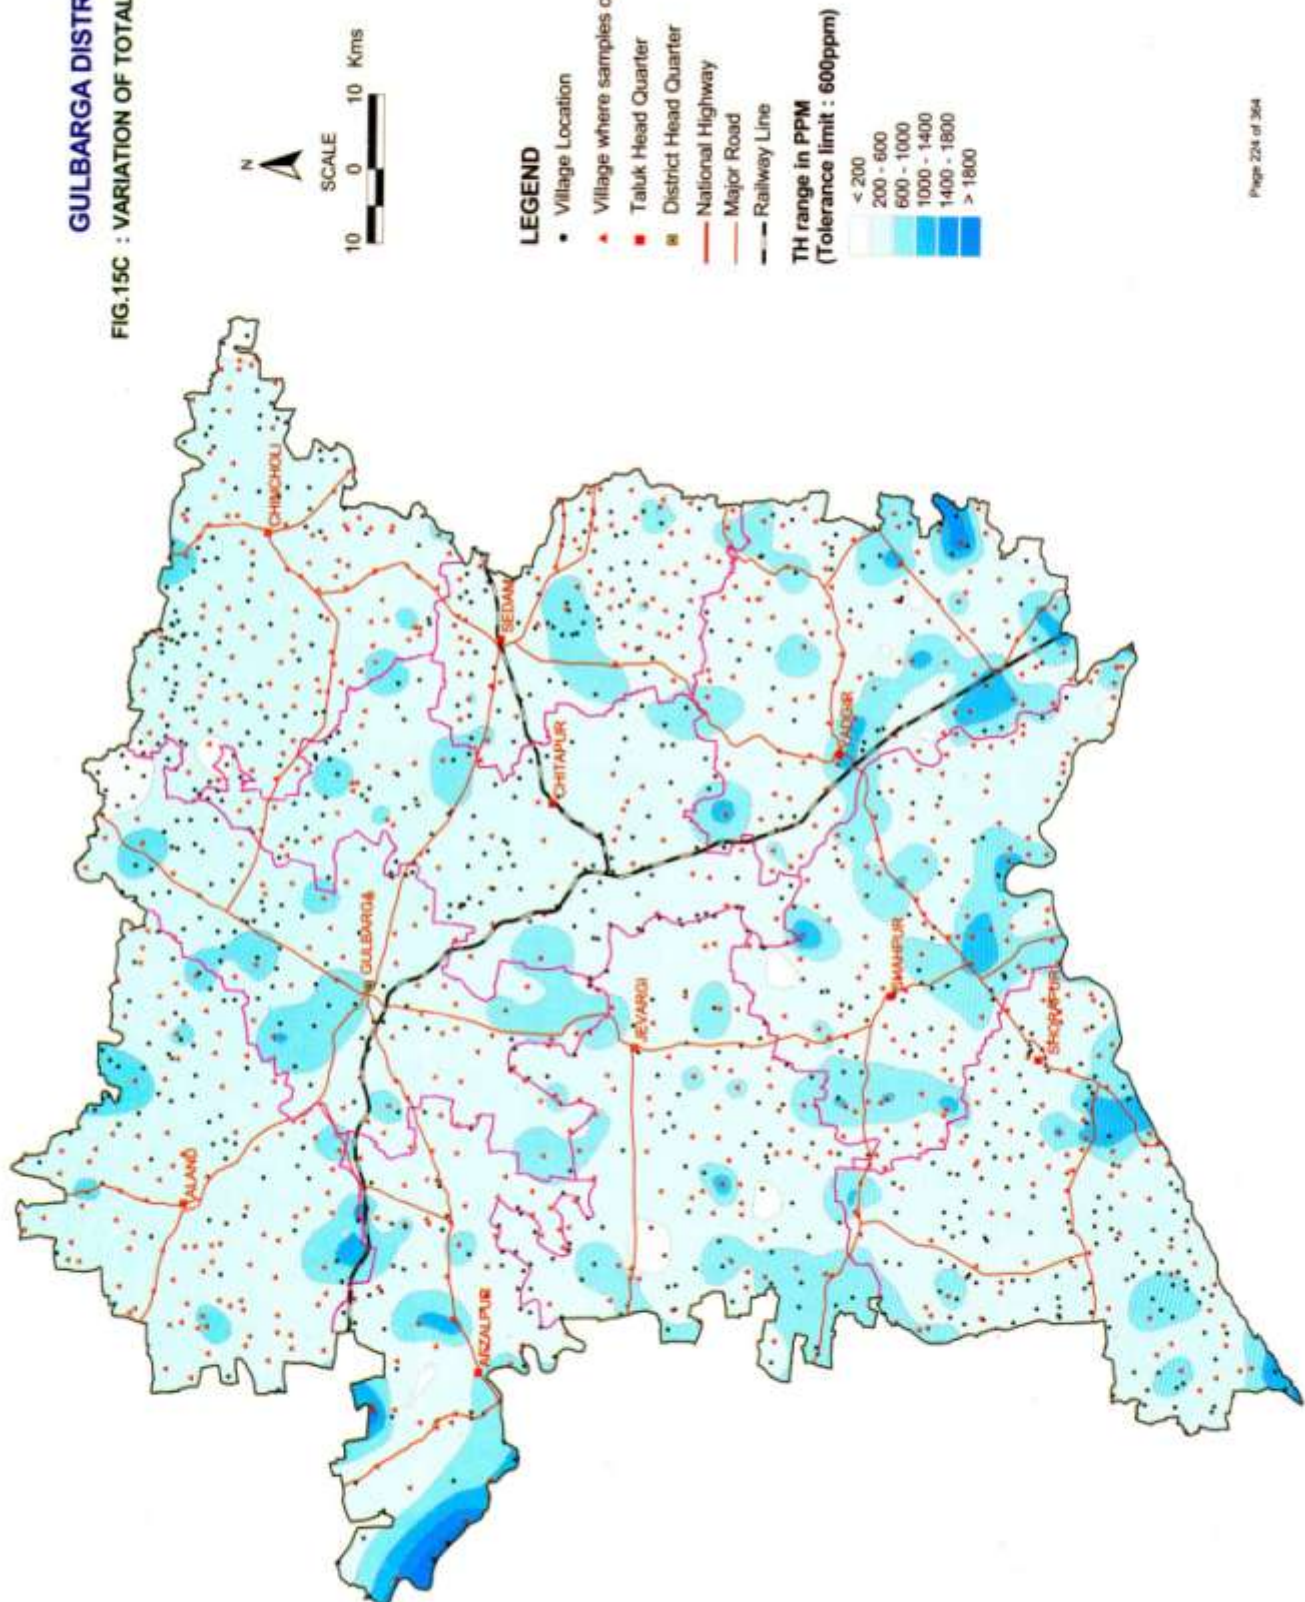 GULBARGA DISTR
FIG.15C : VARIATION OF TOTAL
N
SCALE
10 0 10 Kms
LEGEND
Village Location
Village where samples
Taluk Head Quarter
District Head Quarter
National Highway
Major Road
Railway Line
TH range in PPM
(Tolerance limit : 600ppm)
< 200
200 - 600
600 - 1000
1000 - 1400
1400 - 1800
> 1800
CHINCHOLI
SEDAM
CHITAPUR
YADGIR
GULBARGA
JEVARGI
SHAHPUR
SHORAPUR
ALAND
AFZALPUR
Page 224 of 364